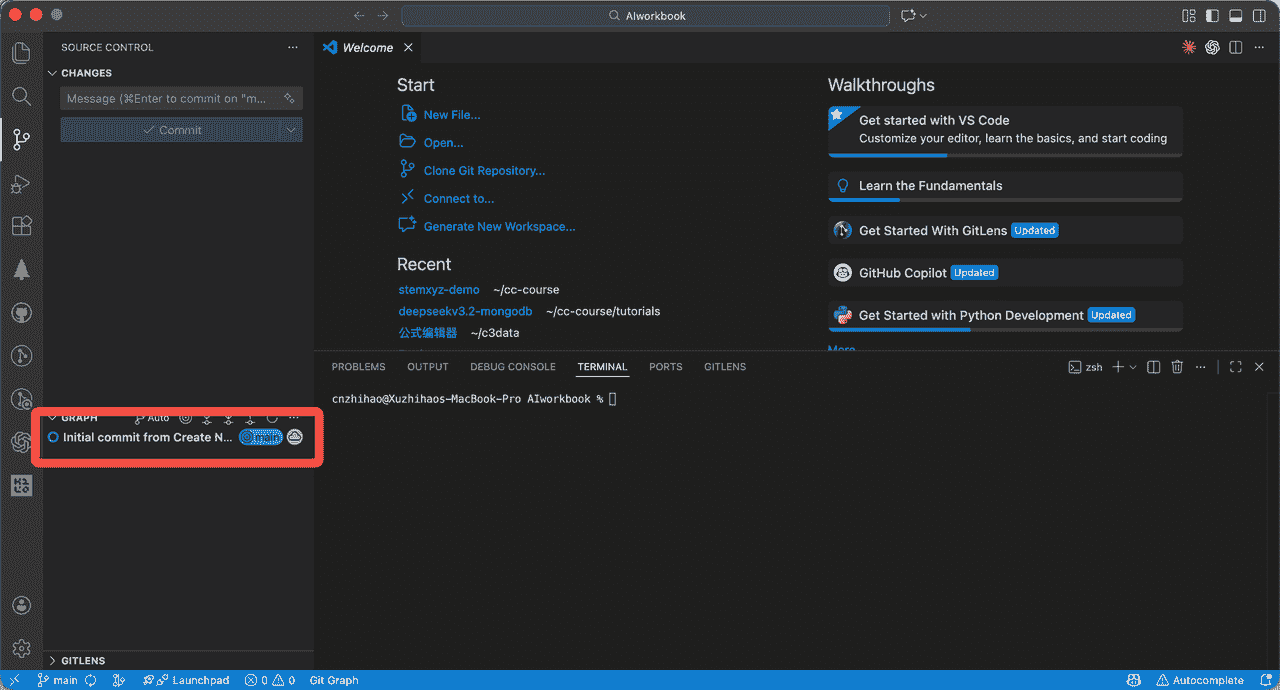 AIworkbook
SOURCE CONTROL
CHANGES
Message (⌘Enter to commit on "m...
Commit
GRAPH
Auto
Initial commit from Create N...
main
GITLENS
Welcome
Start
New File...
Open...
Clone Git Repository...
Connect to...
Generate New Workspace...
Recent
stemxyz-demo ~/cc-course
deepseekv3.2-mongodb ~/cc-course/tutorials
公式编辑器 ~/c3data
Walkthroughs
Get started with VS Code
Customize your editor, learn the basics, and start coding
Learn the Fundamentals
Get Started With GitLens Updated
GitHub Copilot Updated
Get Started with Python Development Updated
More...
PROBLEMS OUTPUT DEBUG CONSOLE TERMINAL PORTS GITLENS
zsh
cnzhihao@Xuzhihaos-MacBook-Pro AIworkbook %
main Launchpad 0 0 Git Graph Autocomplete